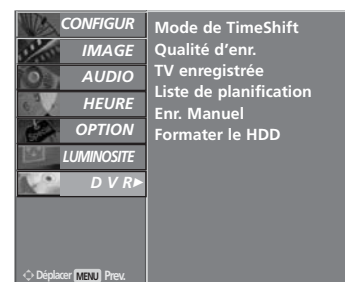 CONFIGUR
IMAGE
AUDIO
HEURE
OPTION
LUMINOSITE
D V R
Mode de TimeShift
Qualité d'enr.
TV enregistrée
Liste de planification
Enr. Manuel
Formater le HDD
Déplacer MENU Prev.